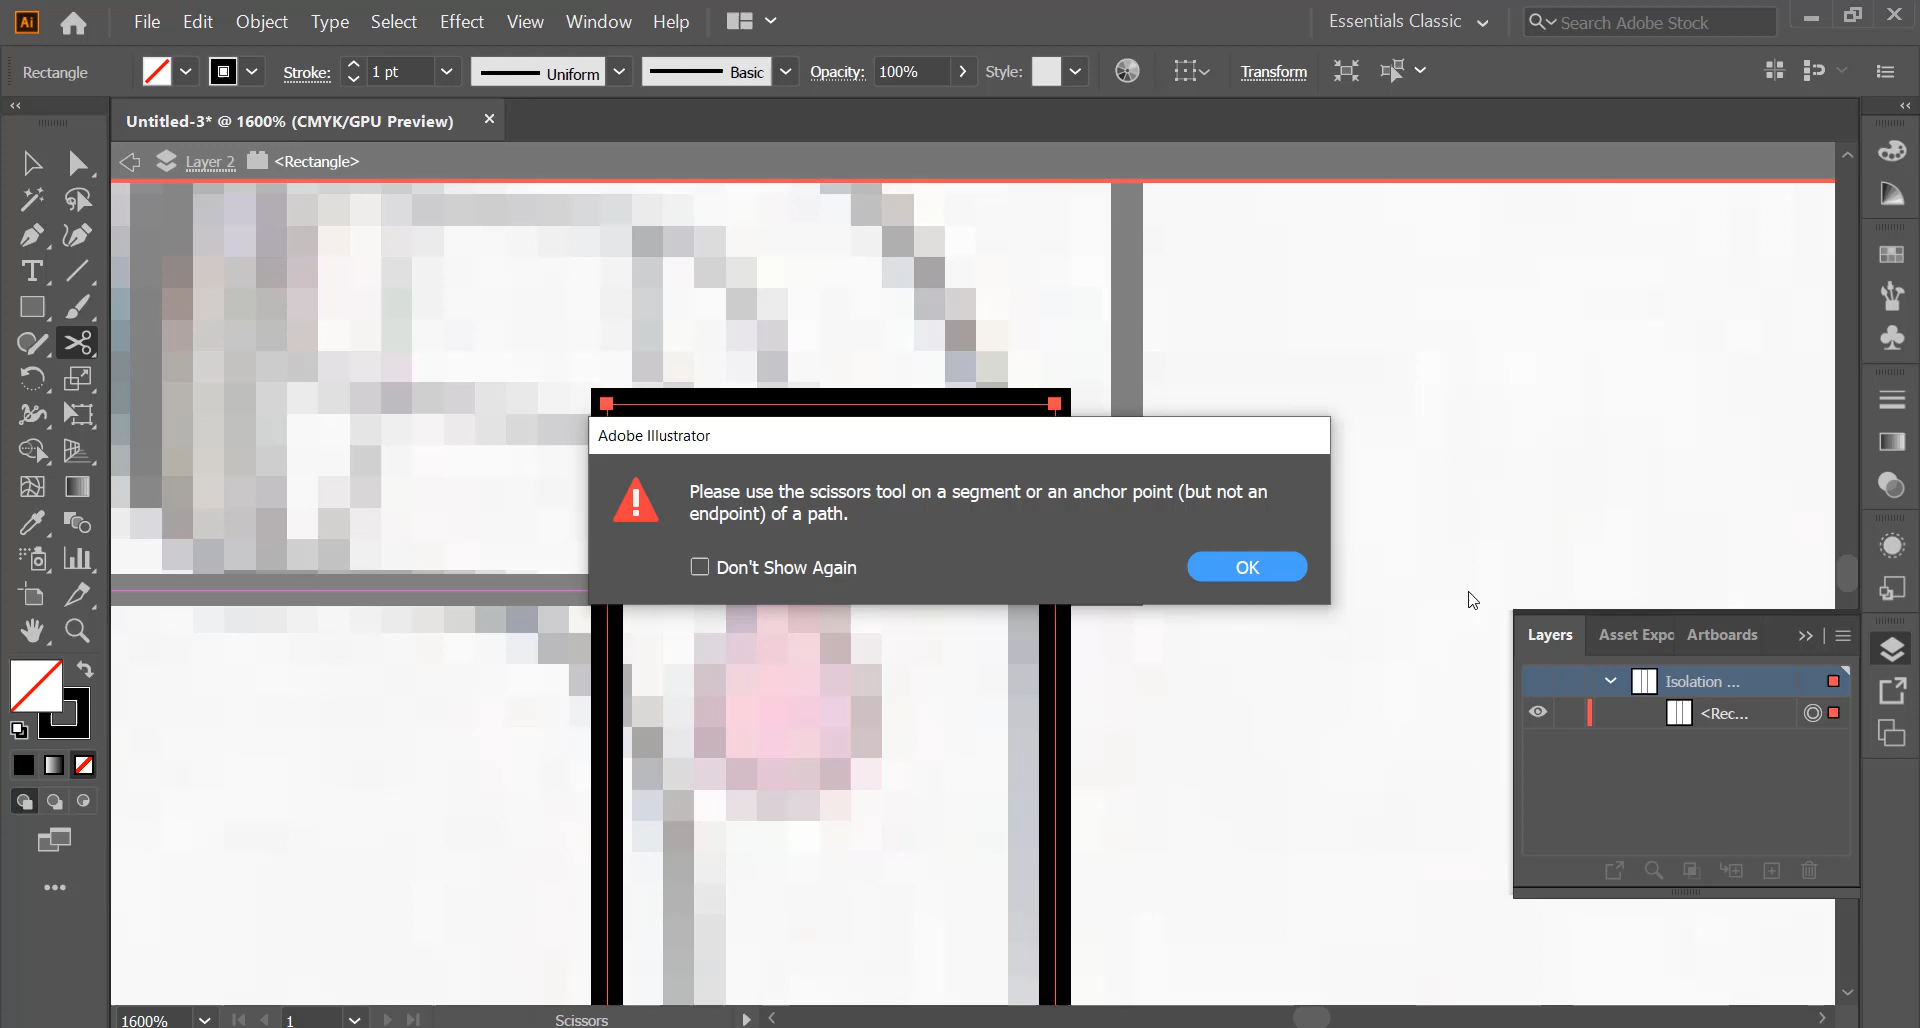 Ai
File Edit Object Type Select Effect View Window Help
Essentials Classic
Search Adobe Stock
Rectangle
Stroke: 1 pt
Uniform
Basic
Opacity: 100%
Style:
Transform
Untitled-3* @ 1600% (CMYK/GPU Preview)
Layer 2 <Rectangle>
Adobe Illustrator
Please use the scissors tool on a segment or an anchor point (but not an
endpoint) of a path.
Don't Show Again
OK
Layers Asset Expo Artboards
Isolation ...
<Rec...
1600%
1
Scissors